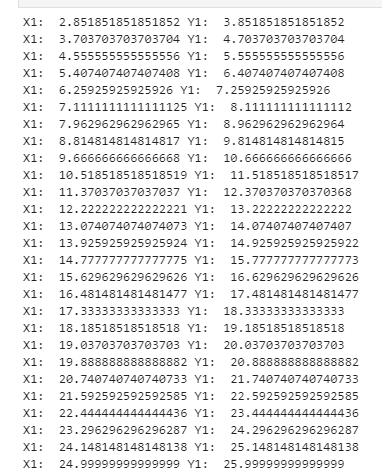 X1:  2.851851851851852 Y1:  3.851851851851852
X1:  3.703703703703704 Y1:  4.703703703703704
X1:  4.555555555555556 Y1:  5.555555555555556
X1:  5.407407407407408 Y1:  6.407407407407408
X1:  6.25925925925926 Y1:  7.25925925925926
X1:  7.1111111111111125 Y1:  8.111111111111112
X1:  7.962962962962965 Y1:  8.962962962962964
X1:  8.814814814814817 Y1:  9.814814814814815
X1:  9.666666666666668 Y1:  10.666666666666666
X1:  10.518518518518519 Y1:  11.518518518518517
X1:  11.37037037037037 Y1:  12.370370370370368
X1:  12.222222222222221 Y1:  13.22222222222222
X1:  13.074074074074073 Y1:  14.07407407407407
X1:  13.925925925925924 Y1:  14.925925925925922
X1:  14.777777777777775 Y1:  15.777777777777773
X1:  15.629629629629626 Y1:  16.629629629629626
X1:  16.481481481481477 Y1:  17.481481481481477
X1:  17.33333333333333 Y1:  18.33333333333333
X1:  18.18518518518518 Y1:  19.18518518518518
X1:  19.03703703703703 Y1:  20.03703703703703
X1:  19.888888888888882 Y1:  20.888888888888882
X1:  20.740740740740733 Y1:  21.740740740740733
X1:  21.592592592592585 Y1:  22.592592592592585
X1:  22.444444444444436 Y1:  23.444444444444436
X1:  23.296296296296287 Y1:  24.296296296296287
X1:  24.148148148148138 Y1:  25.148148148148138
X1:  24.99999999999999 Y1:  25.99999999999999